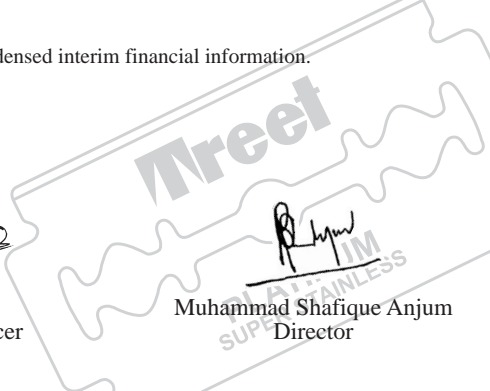 densed interim financial information.
Treet
PLATINUM
SUPER STAINLESS
Muhammad Shafique Anjum
cer Director